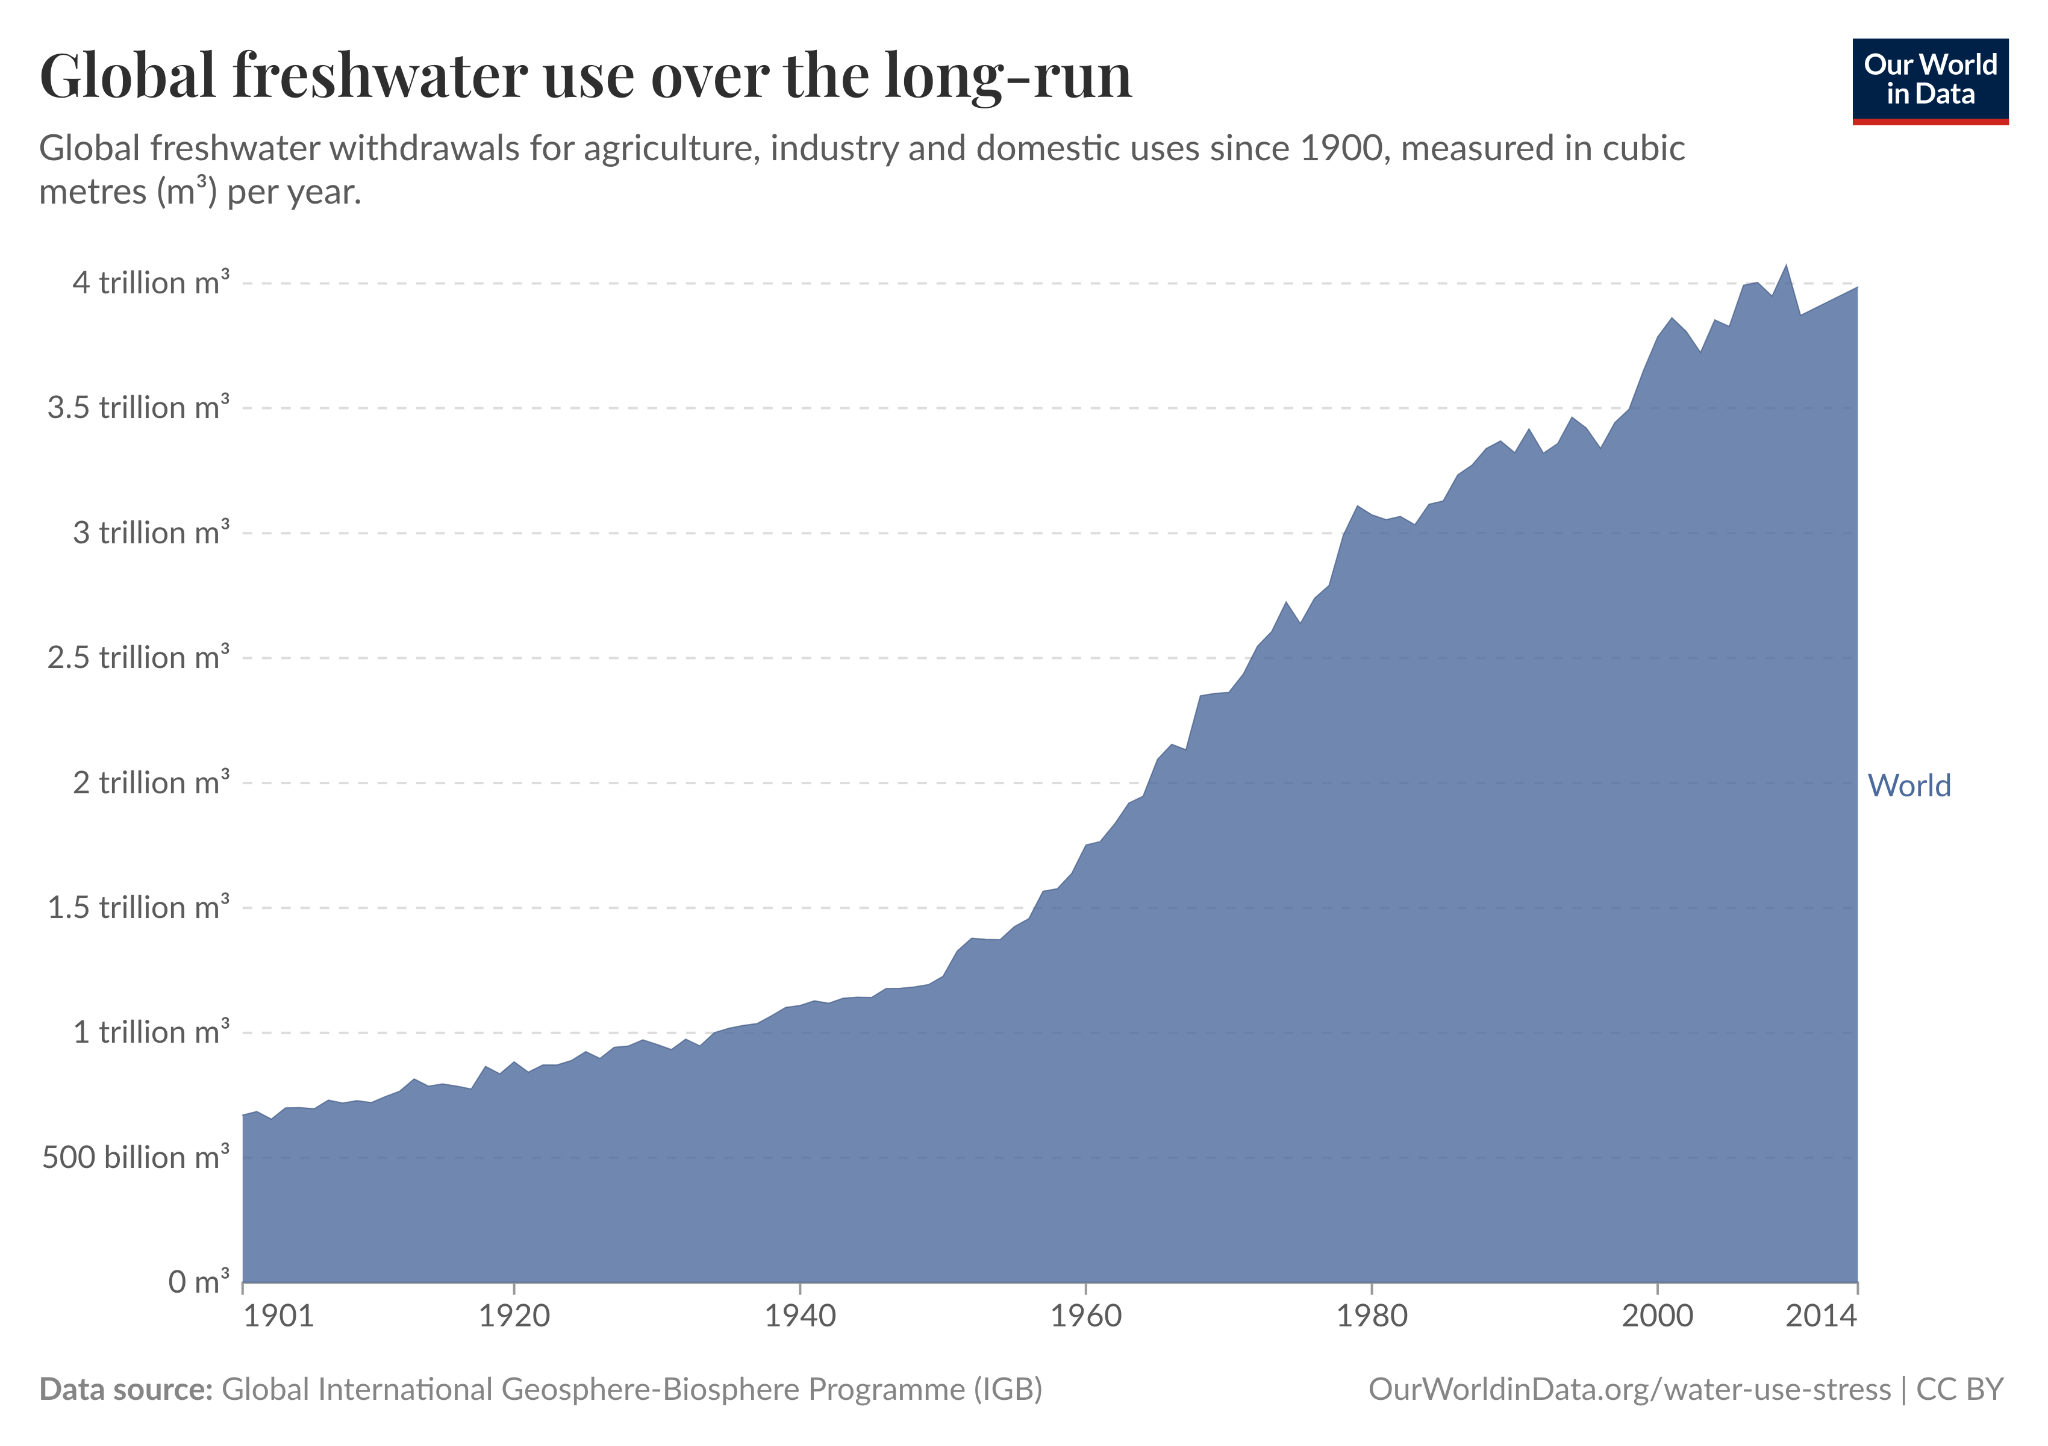 Global freshwater use over the long-run
Our World
in Data
Global freshwater withdrawals for agriculture, industry and domestic uses since 1900, measured in cubic
metres (m³) per year.
4 trillion m³
3.5 trillion m³
3 trillion m³
2.5 trillion m³
2 trillion m³
World
1.5 trillion m³
1 trillion m³
500 billion m³
0 m³
1901 1920 1940 1960 1980 2000 2014
Data source: Global International Geosphere-Biosphere Programme (IGB)
OurWorldinData.org/water-use-stress | CC BY